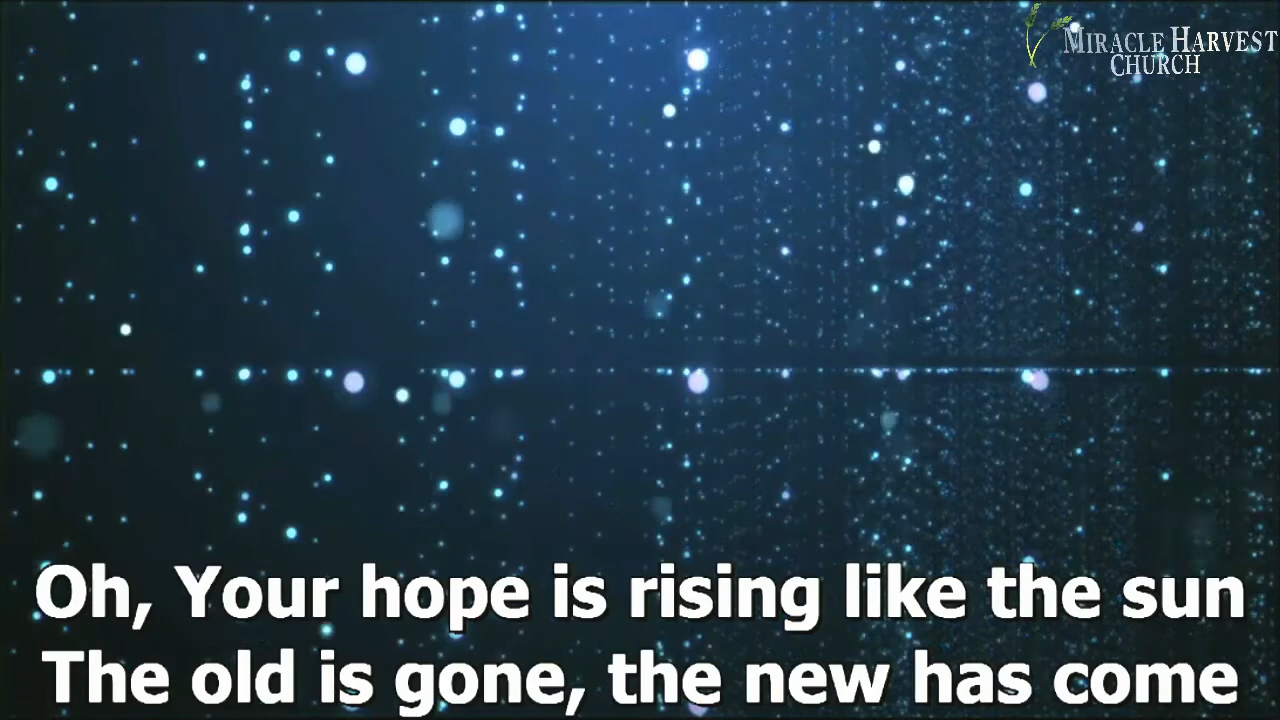 MIRACLE HARVEST
CHURCH
Oh, Your hope is rising like the sun
The old is gone, the new has come